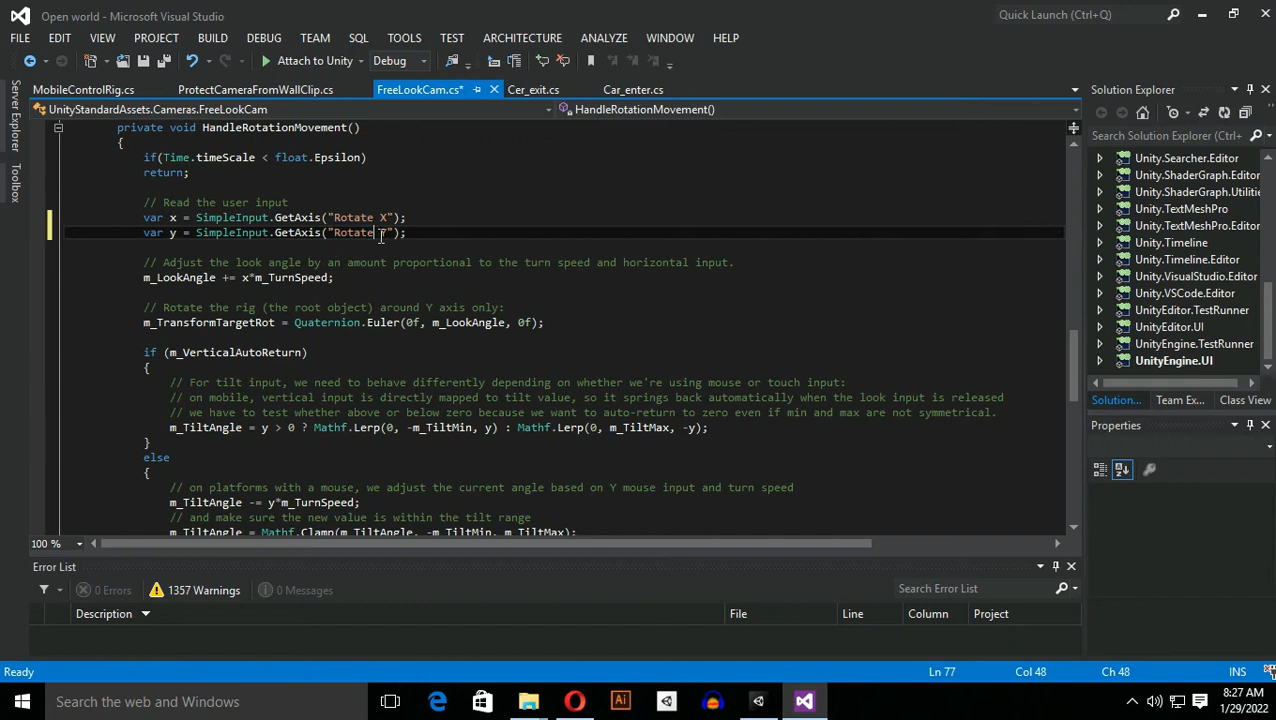 Open world - Microsoft Visual Studio
Quick Launch (Ctrl+Q)
FILE EDIT VIEW PROJECT BUILD DEBUG TEAM SQL TOOLS TEST ARCHITECTURE ANALYZE WINDOW HELP
Attach to Unity Debug
MobileControlRig.cs ProtectCameraFromWallClip.cs FreeLookCam.cs* Car_exit.cs Car_enter.cs
UnityStandardAssets.Cameras.FreeLookCam HandleRotationMovement()
Server Explorer
Toolbox
private void HandleRotationMovement()
{
if(Time.timeScale < float.Epsilon)
return;
// Read the user input
var x = SimpleInput.GetAxis("Rotate X");
var y = SimpleInput.GetAxis("Rotate Y");
// Adjust the look angle by an amount proportional to the turn speed and horizontal input.
m_LookAngle += x*m_TurnSpeed;
// Rotate the rig (the root object) around Y axis only:
m_TransformTargetRot = Quaternion.Euler(0f, m_LookAngle, 0f);
if (m_VerticalAutoReturn)
{
// For tilt input, we need to behave differently depending on whether we're using mouse or touch input:
// on mobile, vertical input is directly mapped to tilt value, so it springs back automatically when the look input is released
// we have to test whether above or below zero because we want to auto-return to zero even if min and max are not symmetrical.
m_TiltAngle = y > 0 ? Mathf.Lerp(0, -m_TiltMin, y) : Mathf.Lerp(0, m_TiltMax, -y);
}
else
{
// on platforms with a mouse, we adjust the current angle based on Y mouse input and turn speed
m_TiltAngle -= y*m_TurnSpeed;
// and make sure the new value is within the tilt range
m_TiltAngle = Mathf.Clamp(m_TiltAngle, -m_TiltMin, m_TiltMax);
100 %
Solution Explorer
Search Solution Explorer (Ctrl+
Unity.Searcher.Editor
Unity.ShaderGraph.Editor
Unity.ShaderGraph.Utilities
Unity.TextMeshPro
Unity.TextMeshPro.Editor
Unity.Timeline
Unity.Timeline.Editor
Unity.VisualStudio.Editor
Unity.VSCode.Editor
UnityEditor.TestRunner
UnityEditor.UI
UnityEngine.TestRunner
UnityEngine.UI
Solution... Team Ex... Class View
Properties
Error List
0 Errors 1357 Warnings 0 Messages
Search Error List
Description File Line Column Project
Ready Ln 77 Col 48 Ch 48 INS
Search the web and Windows
8:27 AM
1/29/2022